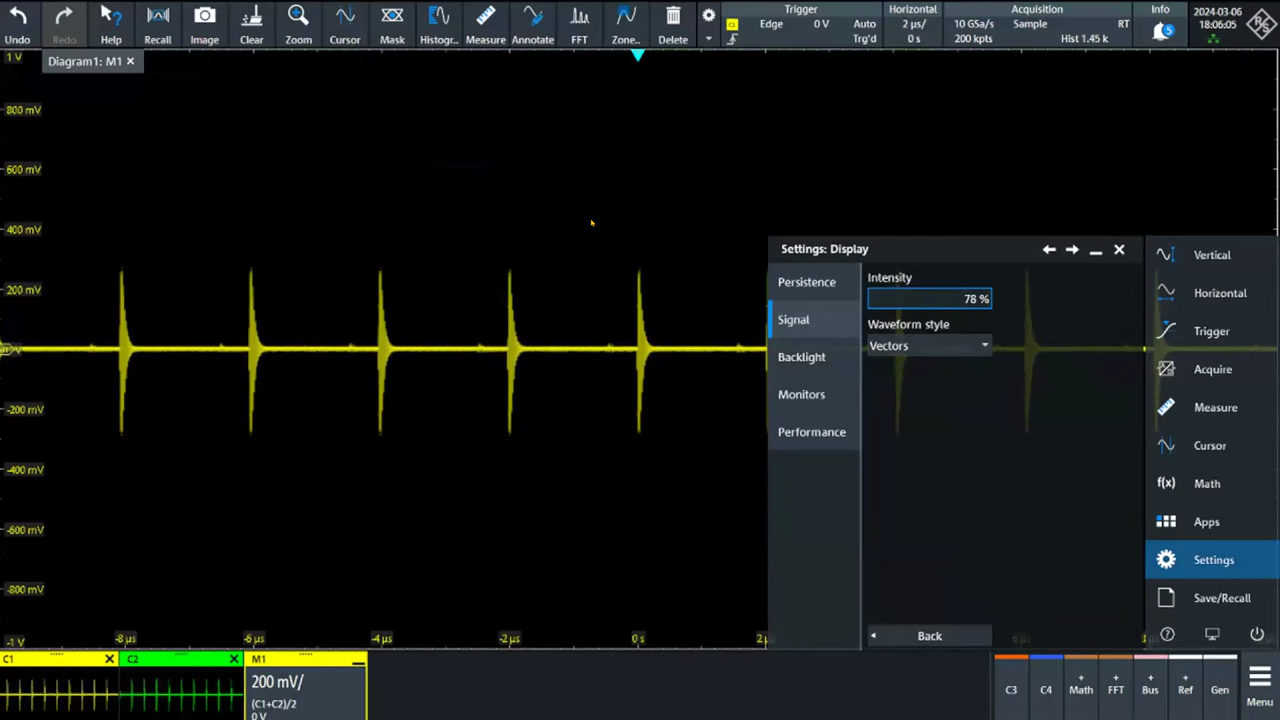 Undo
Redo
Help
Recall
Image
Clear
Zoom
Cursor
Mask
Histogr..
Measure
Annotate
FFT
Zone..
Delete
Trigger
C1 Edge 0 V Auto
Trg'd
Horizontal
2 µs/
0 s
Acquisition
10 GSa/s Sample RT
200 kpts Hist 1.45 k
Info
5
2024-03-06
18:06:05
Diagram1: M1
1 V
800 mV
600 mV
400 mV
200 mV
-200 mV
-400 mV
-600 mV
-800 mV
-1 V
-8 µs
-6 µs
-4 µs
-2 µs
0 s
6 µs
Settings: Display
Persistence
Signal
Backlight
Monitors
Performance
Intensity
78 %
Waveform style
Vectors
Back
Vertical
Horizontal
Trigger
Acquire
Measure
Cursor
f(x) Math
Apps
Settings
Save/Recall
C1
C2
M1
200 mV/
(C1+C2)/2
0 V
C3
C4
+ Math
+ FFT
+ Bus
+ Ref
Gen
Menu